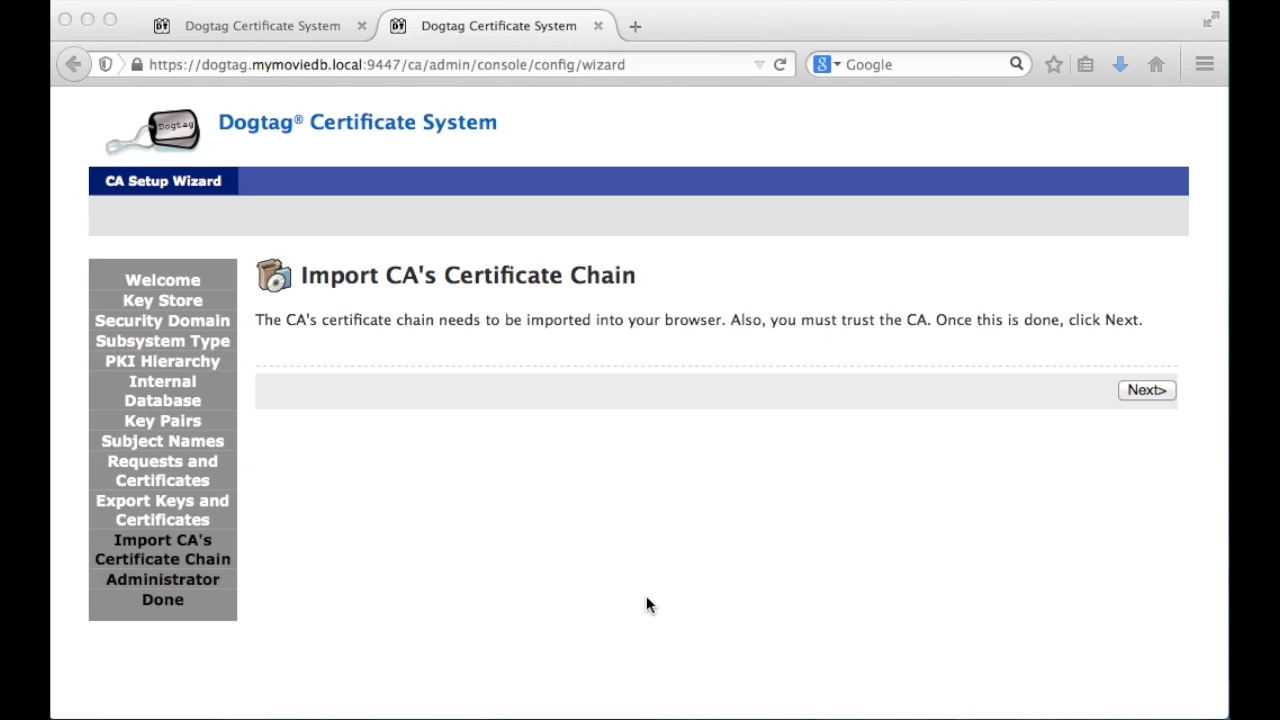 Dogtag Certificate System
Dogtag Certificate System
https://dogtag.mymoviedb.local:9447/ca/admin/console/config/wizard
Google
Dogtag
Dogtag® Certificate System
CA Setup Wizard
Welcome
Key Store
Security Domain
Subsystem Type
PKI Hierarchy
Internal
Database
Key Pairs
Subject Names
Requests and
Certificates
Export Keys and
Certificates
Import CA's
Certificate Chain
Administrator
Done
Import CA's Certificate Chain
The CA's certificate chain needs to be imported into your browser. Also, you must trust the CA. Once this is done, click Next.
Next>